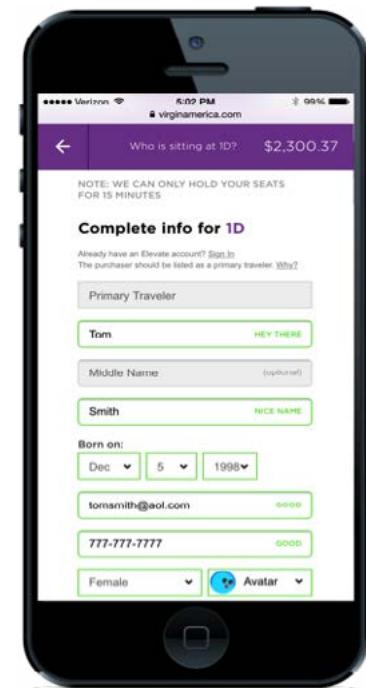 Verizon 5:02 PM 99%
virginamerica.com
Who is sitting at 1D? $2,300.37
NOTE: WE CAN ONLY HOLD YOUR SEATS
FOR 15 MINUTES
Complete info for 1D
Already have an Elevate account? Sign In
The purchaser should be listed as a primary traveler. Why?
Primary Traveler
Tom HEY THERE
Middle Name (optional)
Smith NICE NAME
Born on:
Dec 5 1998
tomsmith@aol.com GOOD
777-777-7777 GOOD
Female Avatar